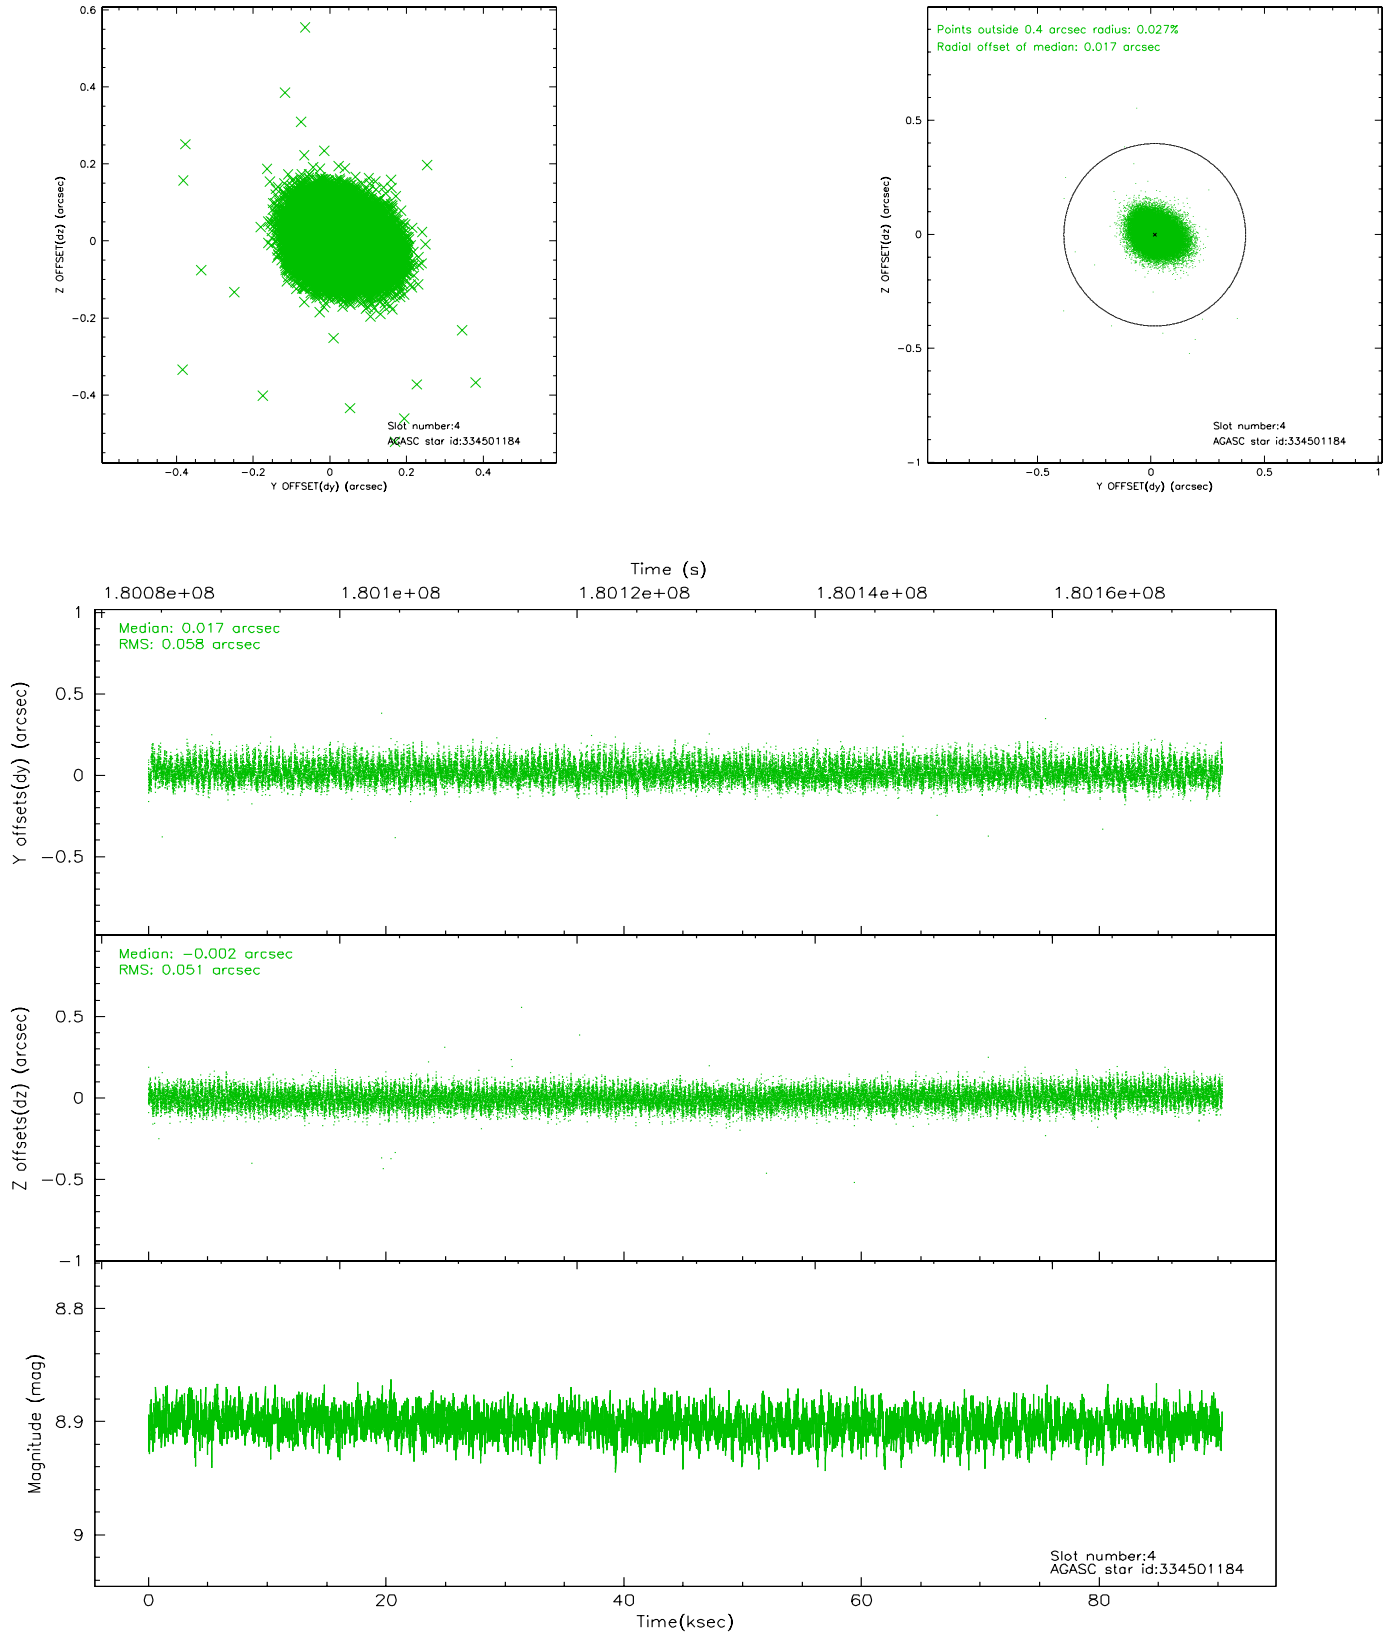 0.6
0.4
0.2
0
−0.2
−0.4
Z OFFSET(dz) (arcsec)
Slot number:4
AGASC star id:334501184
−0.4 −0.2 0 0.2 0.4
Y OFFSET(dy) (arcsec)
Points outside 0.4 arcsec radius: 0.027%
Radial offset of median: 0.017 arcsec
0.5
0
−0.5
−1
Z OFFSET(dz) (arcsec)
Slot number:4
AGASC star id:334501184
−0.5 0 0.5 1
Y OFFSET(dy) (arcsec)
Time (s)
1.8008e+08 1.801e+08 1.8012e+08 1.8014e+08 1.8016e+08
Median: 0.017 arcsec
RMS: 0.058 arcsec
1
0.5
0
−0.5
Y offsets(dy) (arcsec)
Median: −0.002 arcsec
RMS: 0.051 arcsec
0.5
0
−0.5
−1
Z offsets(dz) (arcsec)
8.8
8.9
9
Magnitude (mag)
Slot number:4
AGASC star id:334501184
0 20 40 60 80
Time(ksec)